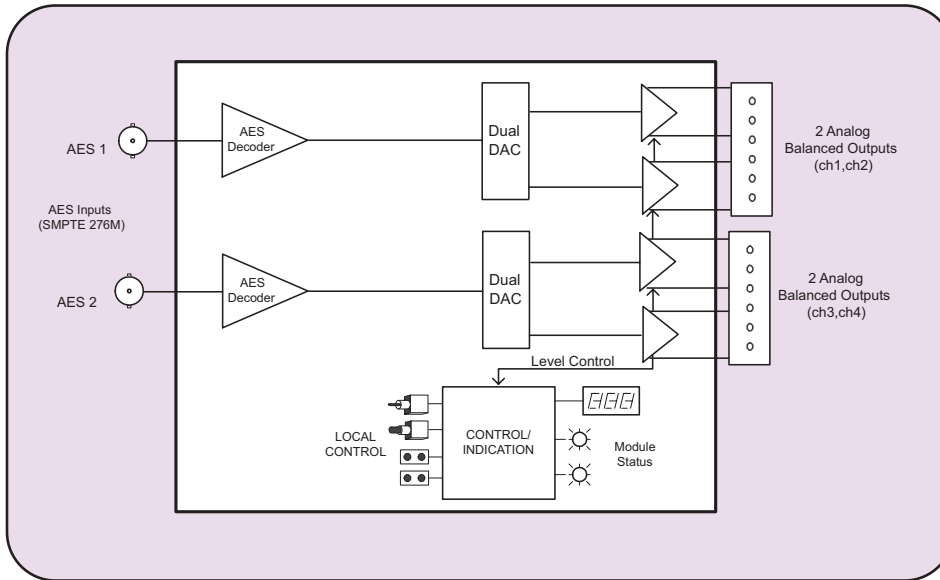 AES 1
AES
Decoder
Dual
DAC
2 Analog
Balanced Outputs
(ch1,ch2)
AES Inputs
(SMPTE 276M)
AES 2
AES
Decoder
Dual
DAC
2 Analog
Balanced Outputs
(ch3,ch4)
Level Control
LOCAL
CONTROL
CONTROL/
INDICATION
Module
Status